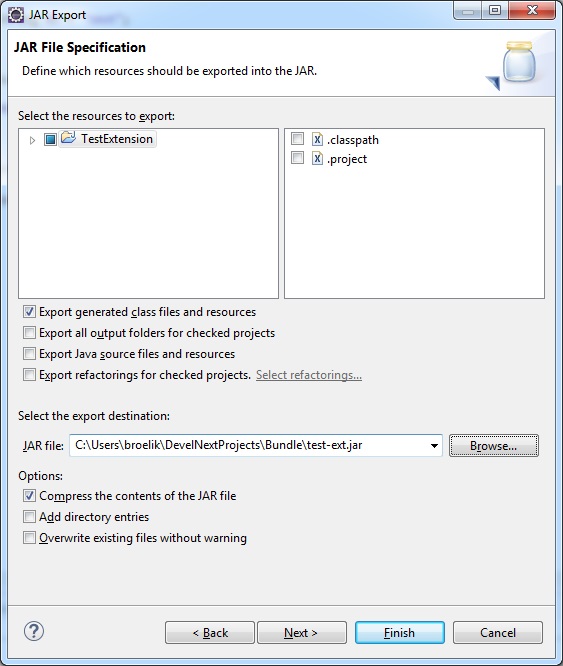 JAR Export
JAR File Specification
Define which resources should be exported into the JAR.
Select the resources to export:
TestExtension
.classpath
.project
Export generated class files and resources
Export all output folders for checked projects
Export Java source files and resources
Export refactorings for checked projects. Select refactorings...
Select the export destination:
JAR file: C:\Users\broelik\DevelNextProjects\Bundle\test-ext.jar Browse...
Options:
Compress the contents of the JAR file
Add directory entries
Overwrite existing files without warning
? < Back Next > Finish Cancel